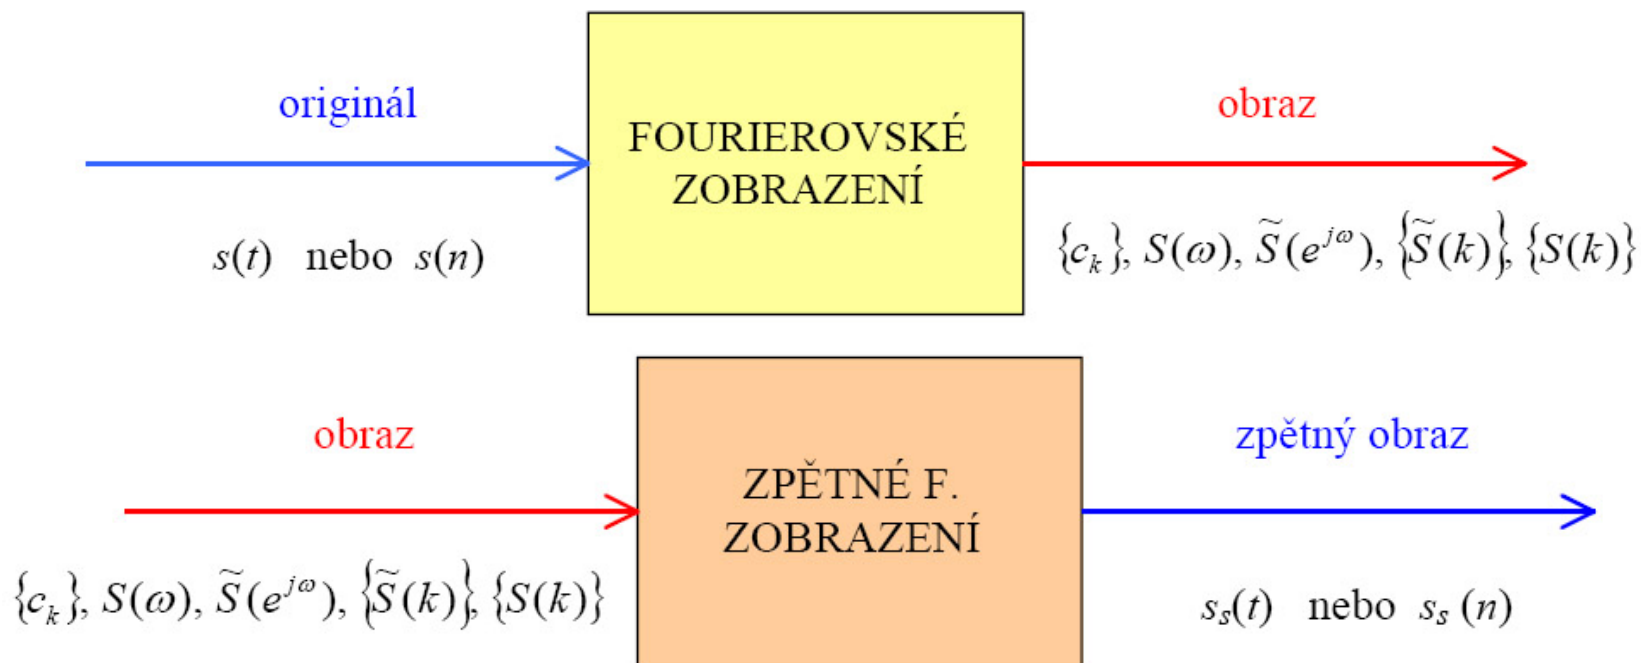 originál
FOURIEROVSKÉ
ZOBRAZENÍ
obraz
s(t) nebo s(n)
{c_k}, S(ω), S̃(e^{jω}), {S̃(k)}, {S(k)}
obraz
ZPĚTNÉ F.
ZOBRAZENÍ
zpětný obraz
{c_k}, S(ω), S̃(e^{jω}), {S̃(k)}, {S(k)}
s_s(t) nebo s_s (n)